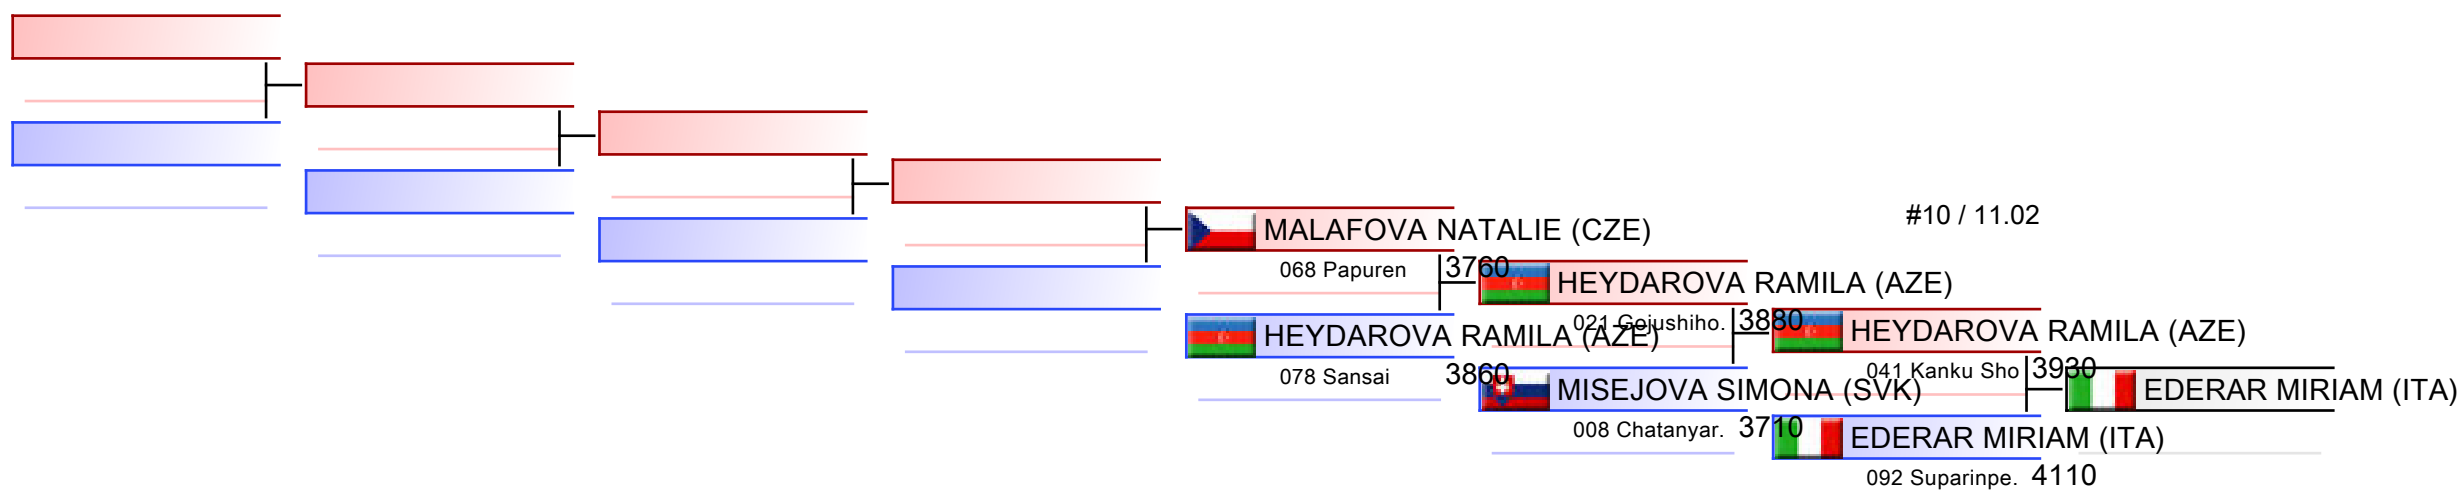 #10 / 11.02
MALAFOVA NATALIE (CZE)
068 Papuren 3760
HEYDAROVA RAMILA (AZE)
078 Sansai 3860
HEYDAROVA RAMILA (AZE)
021 Gojushiho. 3880
MISEJOVA SIMONA (SVK)
008 Chatanyar. 3710
HEYDAROVA RAMILA (AZE)
041 Kanku Sho 3930
EDERAR MIRIAM (ITA)
092 Suparinpe. 4110
EDERAR MIRIAM (ITA)